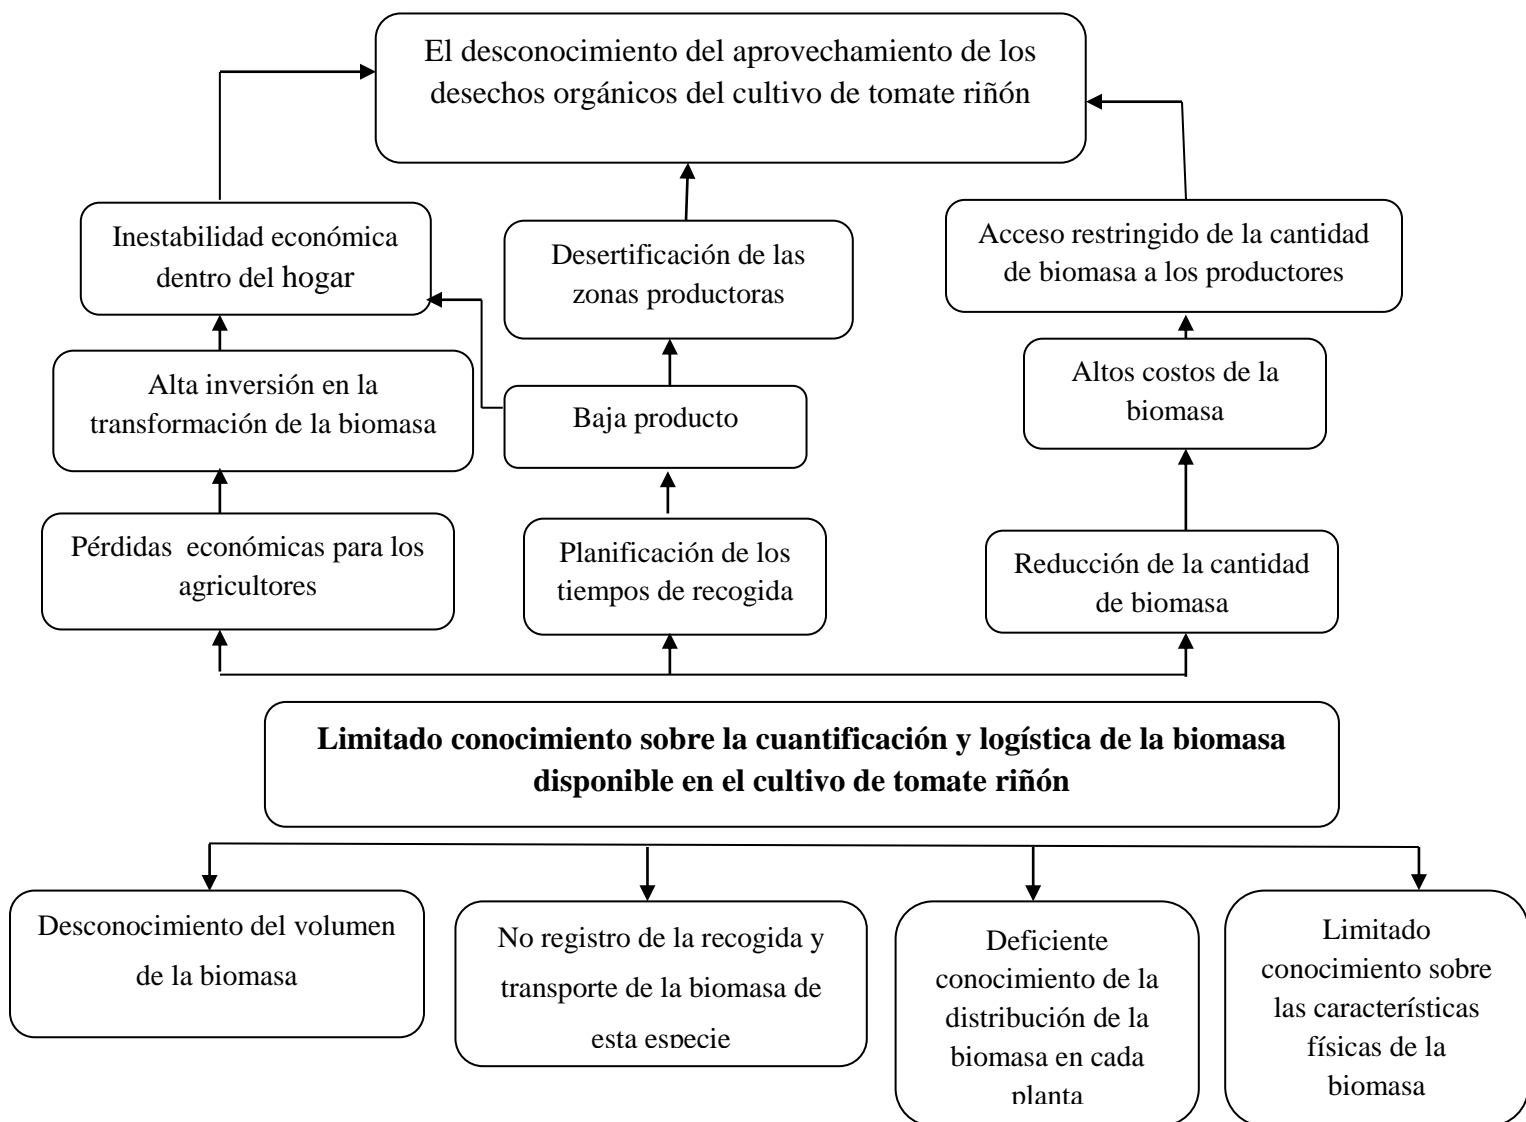 El desconocimiento del aprovechamiento de los
desechos orgánicos del cultivo de tomate riñón
Inestabilidad económica
dentro del hogar
Desertificación de las
zonas productoras
Acceso restringido de la cantidad
de biomasa a los productores
Alta inversión en la
transformación de la biomasa
Baja producto
Altos costos de la
biomasa
Pérdidas económicas para los
agricultores
Planificación de los
tiempos de recogida
Reducción de la cantidad
de biomasa
Limitado conocimiento sobre la cuantificación y logística de la biomasa
disponible en el cultivo de tomate riñón
Desconocimiento del volumen
de la biomasa
No registro de la recogida y
transporte de la biomasa de
esta especie
Deficiente
conocimiento de la
distribución de la
biomasa en cada
planta
Limitado
conocimiento sobre
las características
físicas de la
biomasa